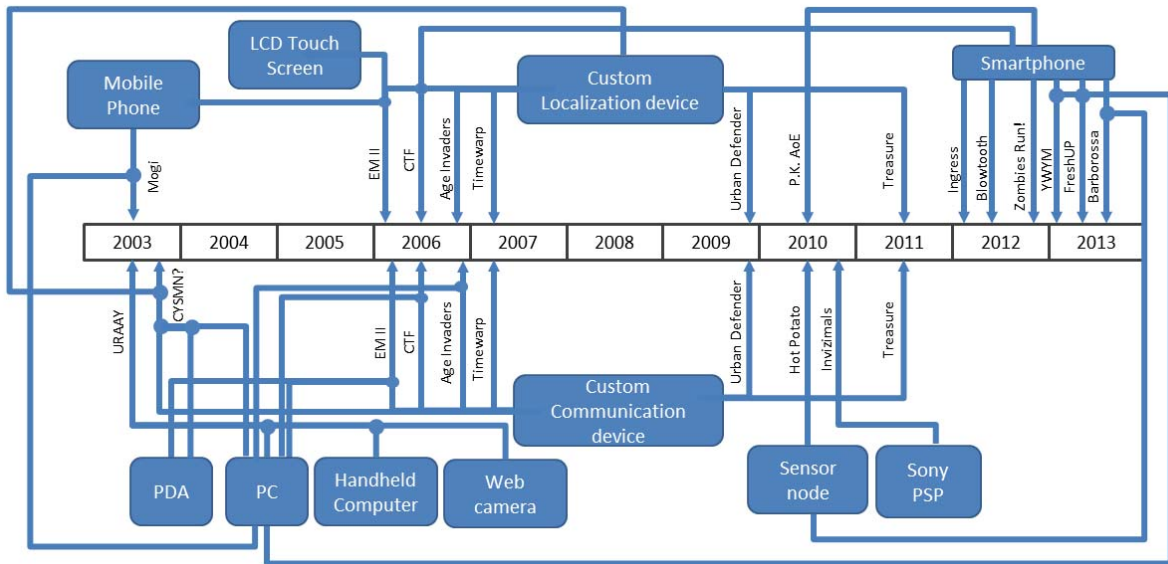 LCD Touch
Screen
Mobile
Phone
Custom
Localization device
Smartphone
Mogi
EM II
CTF
Age Invaders
Timewarp
Urban Defender
P.K. AoE
Treasure
Ingress
Blowtooth
Zombies Run!
YWYM
FreshUP
Barborossa
2003
2004
2005
2006
2007
2008
2009
2010
2011
2012
2013
URAAY
CYSMN?
EM II
CTF
Age Invaders
Timewarp
Urban Defender
Hot Potato
Invizimals
Treasure
Custom
Communication
device
PDA
PC
Handheld
Computer
Web
camera
Sensor
node
Sony
PSP